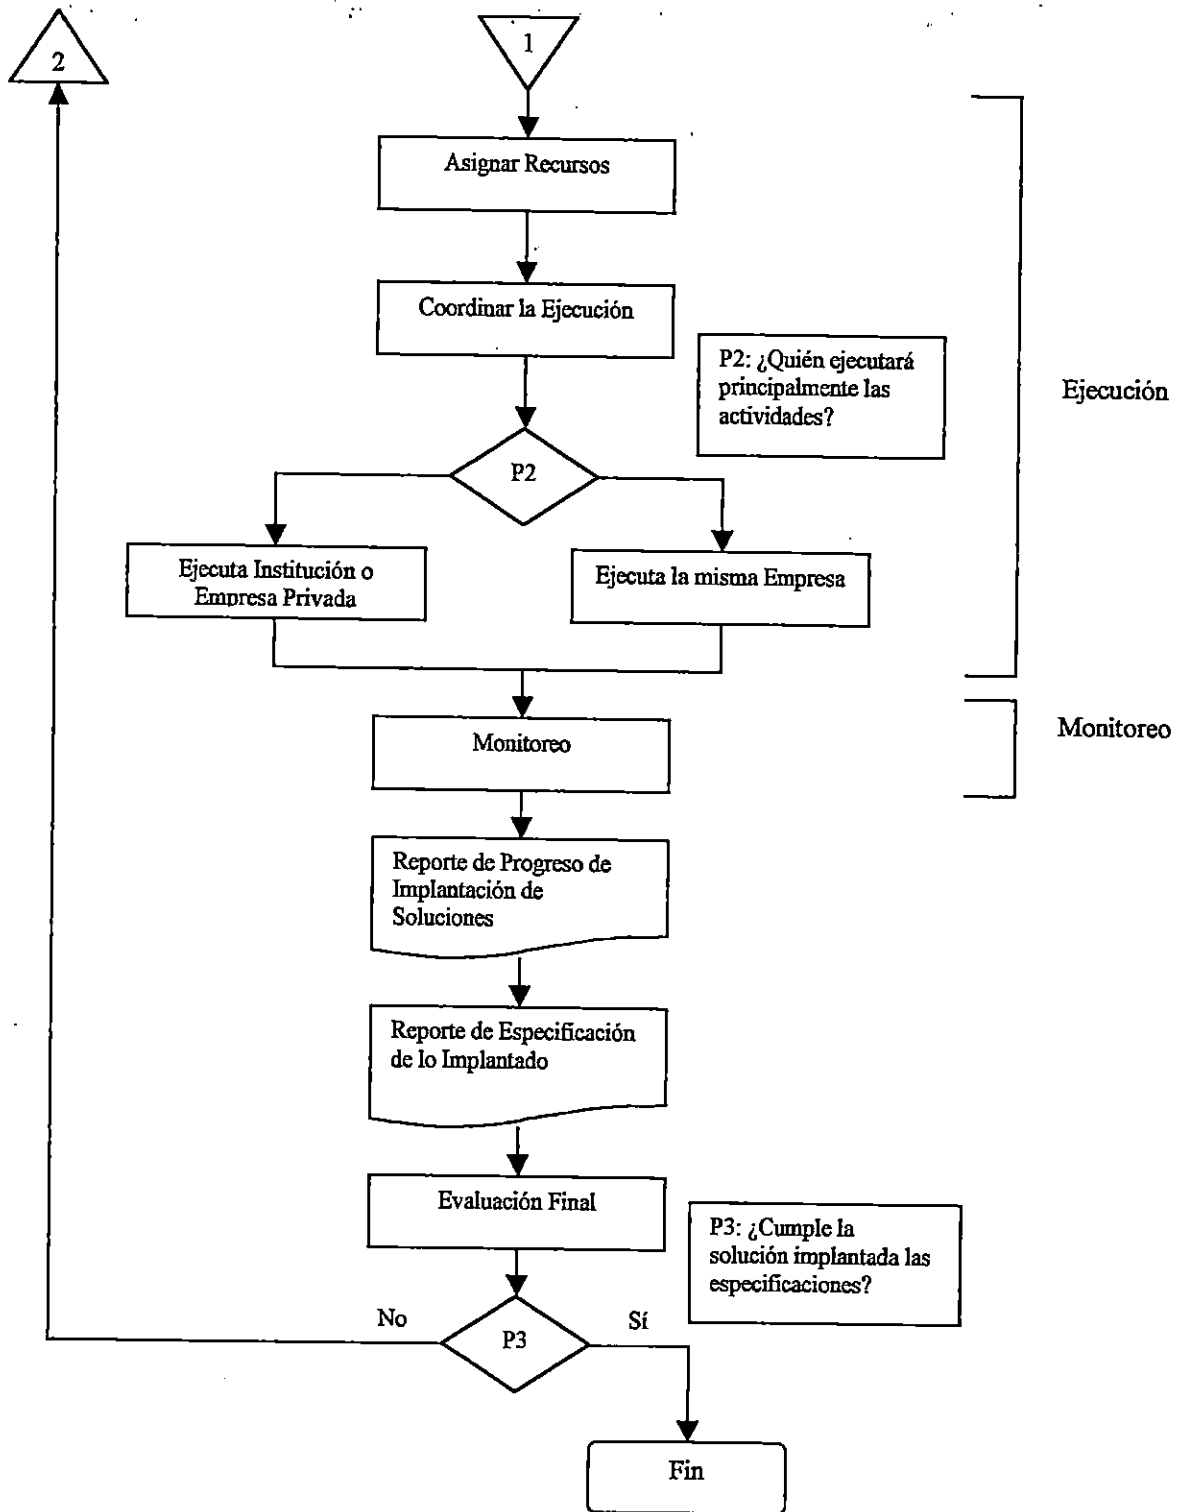 2
1
Asignar Recursos
Coordinar la Ejecución
P2: ¿Quién ejecutará
principalmente las
actividades?
Ejecución
P2
Ejecuta Institución o
Empresa Privada
Ejecuta la misma Empresa
Monitoreo
Monitoreo
Reporte de Progreso de
Implantación de
Soluciones
Reporte de Especificación
de lo Implantado
Evaluación Final
P3: ¿Cumple la
solución implantada las
especificaciones?
No
P3
Sí
Fin